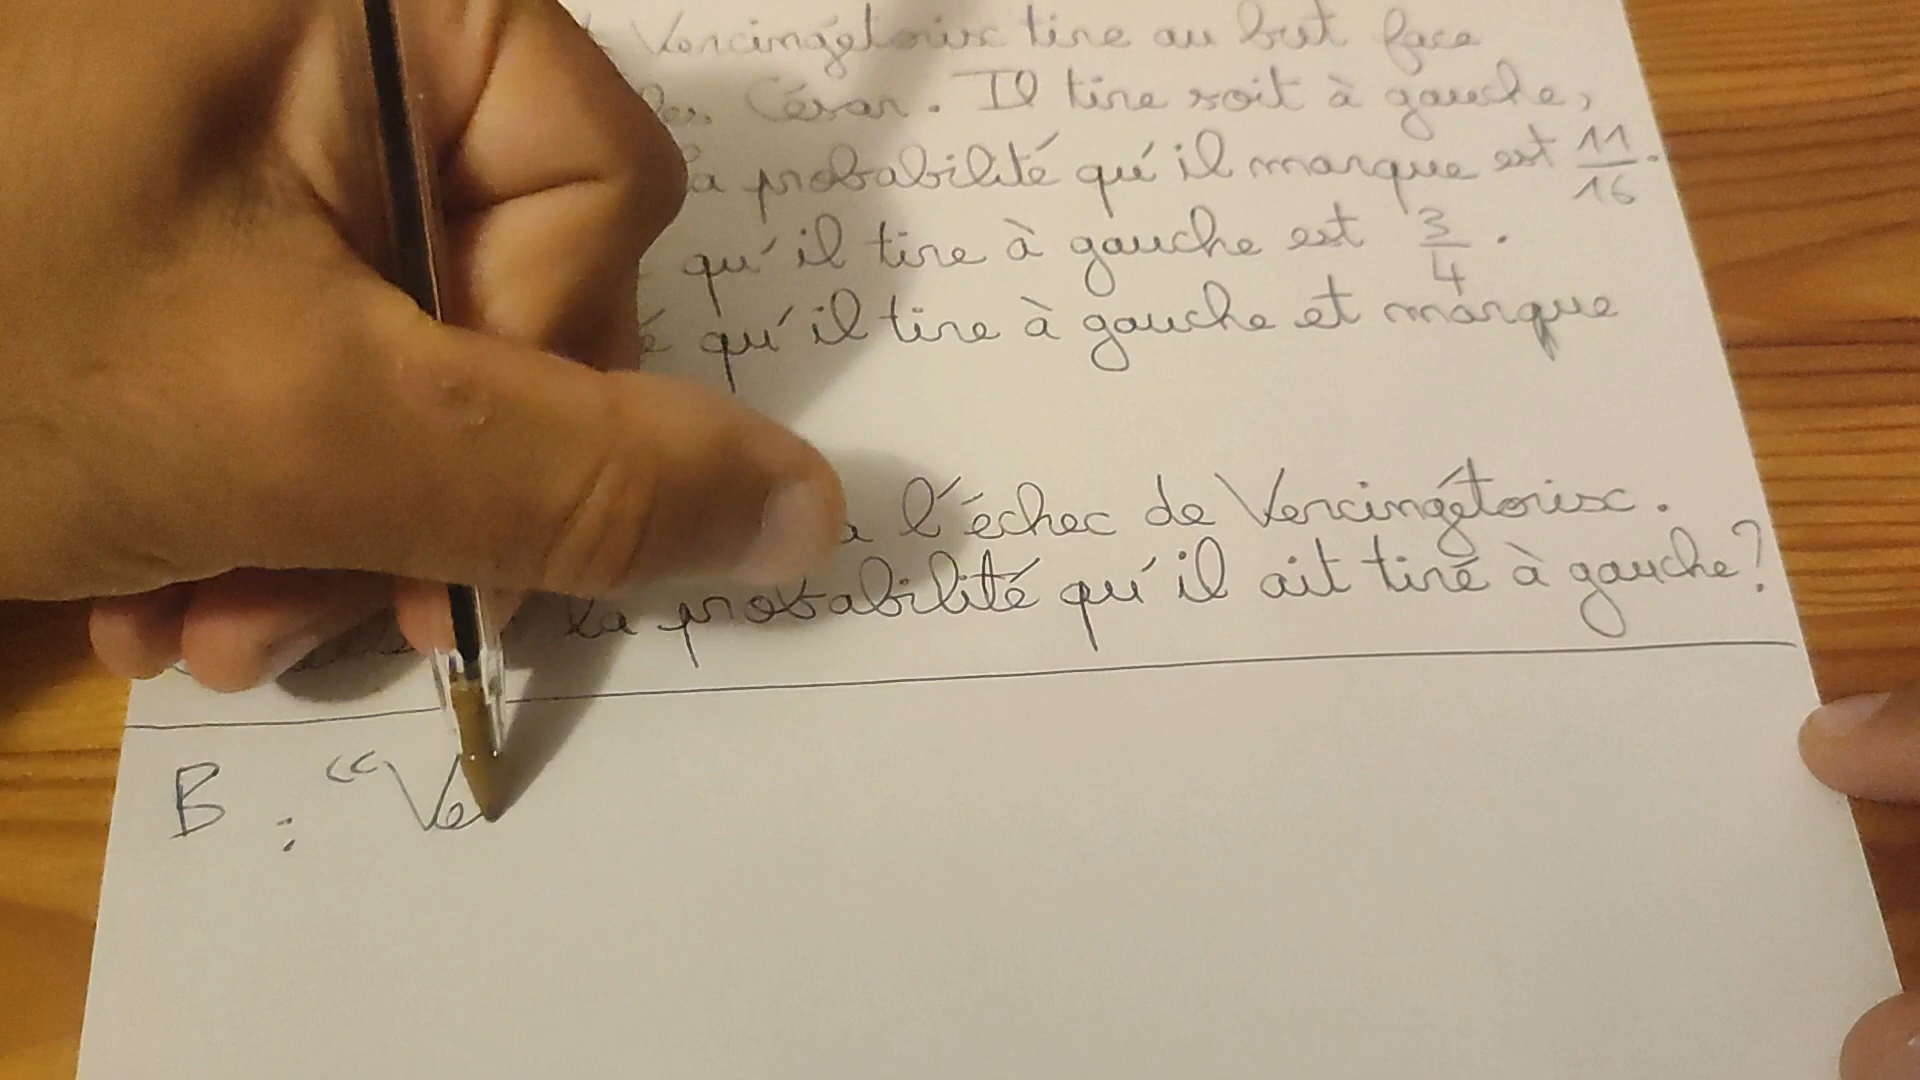 Vercingétorix tire au but face
César. Il tire soit à gauche,
la probabilité qu'il marque est 11/16.
qu'il tire à gauche est 3/4.
qu'il tire à gauche et marque
l'échec de Vercingétorix.
la probabilité qu'il ait tiré à gauche?
B : “Ve